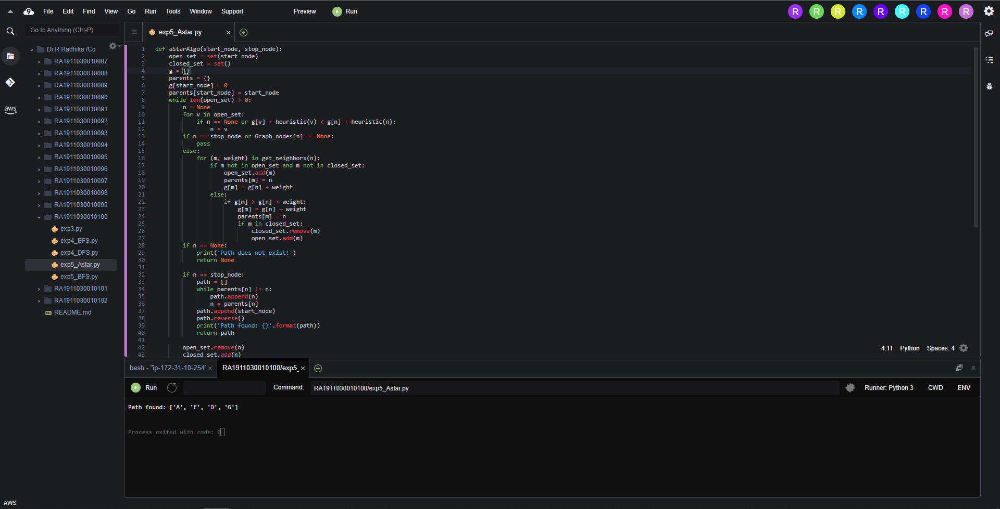 File Edit Find View Go Run Tools Window Support Preview Run
R R R R R R R R R
Go to Anything (Ctrl-P)
Dr.R.Radhika /Co
RA1911030010087
RA1911030010088
RA1911030010089
RA1911030010090
RA1911030010091
RA1911030010092
RA1911030010093
RA1911030010094
RA1911030010095
RA1911030010096
RA1911030010097
RA1911030010098
RA1911030010099
RA1911030010100
exp3.py
exp4_BFS.py
exp4_DFS.py
exp5_Astar.py
exp5_BFS.py
RA1911030010101
RA1911030010102
README.md
aws
AWS
exp5_Astar.py
1 def aStarAlgo(start_node, stop_node):
2 open_set = set(start_node)
3 closed_set = set()
4 g = {}
5 parents = {}
6 g[start_node] = 0
7 parents[start_node] = start_node
8 while len(open_set) > 0:
9 n = None
10 for v in open_set:
11 if n == None or g[v] + heuristic(v) < g[n] + heuristic(n):
12 n = v
13 if n == stop_node or Graph_nodes[n] == None:
14 pass
15 else:
16 for (m, weight) in get_neighbors(n):
17 if m not in open_set and m not in closed_set:
18 open_set.add(m)
19 parents[m] = n
20 g[m] = g[n] + weight
21 else:
22 if g[m] > g[n] + weight:
23 g[m] = g[n] + weight
24 parents[m] = n
25 if m in closed_set:
26 closed_set.remove(m)
27 open_set.add(m)
28 if n == None:
29 print('Path does not exist!')
30 return None
31
32 if n == stop_node:
33 path = []
34 while parents[n] != n:
35 path.append(n)
36 n = parents[n]
37 path.append(start_node)
38 path.reverse()
39 print('Path found: {}'.format(path))
40 return path
41
42 open_set.remove(n)
43 closed_set.add(n)
4:11 Python Spaces: 4
bash - "ip-172-31-10-254" RA1911030010100/exp5_
Run Command: RA1911030010100/exp5_Astar.py Runner: Python 3 CWD ENV
Path found: ['A', 'E', 'D', 'G']
Process exited with code: 0